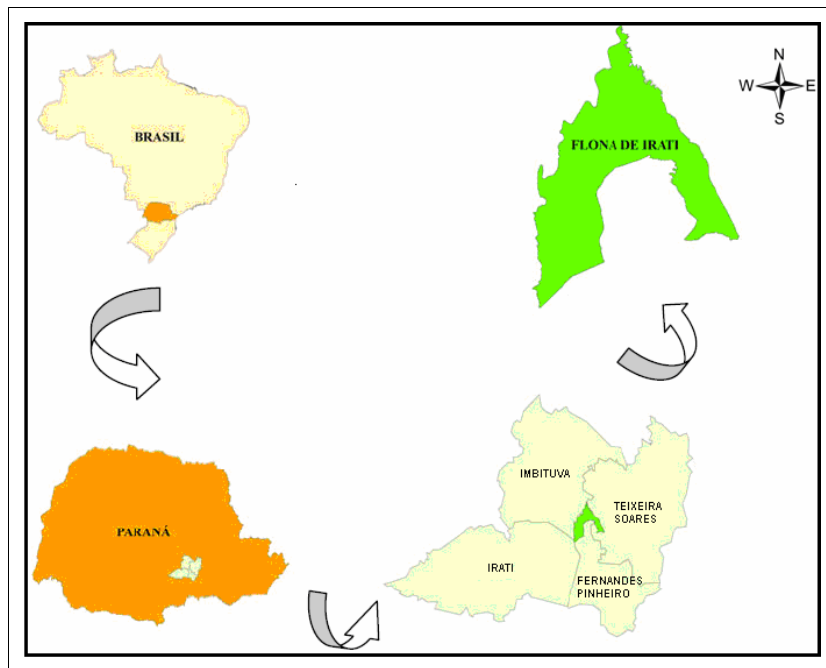 BRASIL
FLONA DE IRATI
N
W E
S
PARANÁ
IMBITUVA
TEIXEIRA
SOARES
IRATI
FERNANDES
PINHEIRO